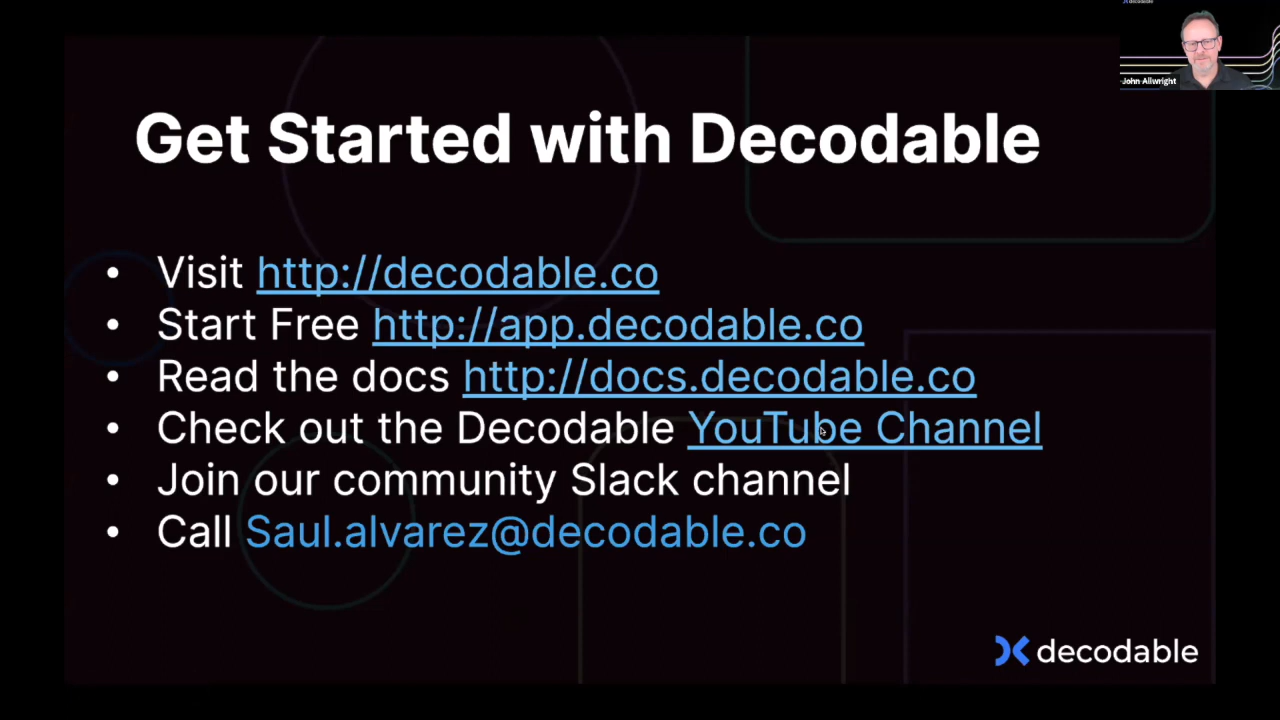 decodable
John Allwright
Get Started with Decodable
• Visit http://decodable.co
• Start Free http://app.decodable.co
• Read the docs http://docs.decodable.co
• Check out the Decodable YouTube Channel
• Join our community Slack channel
• Call Saul.alvarez@decodable.co
decodable